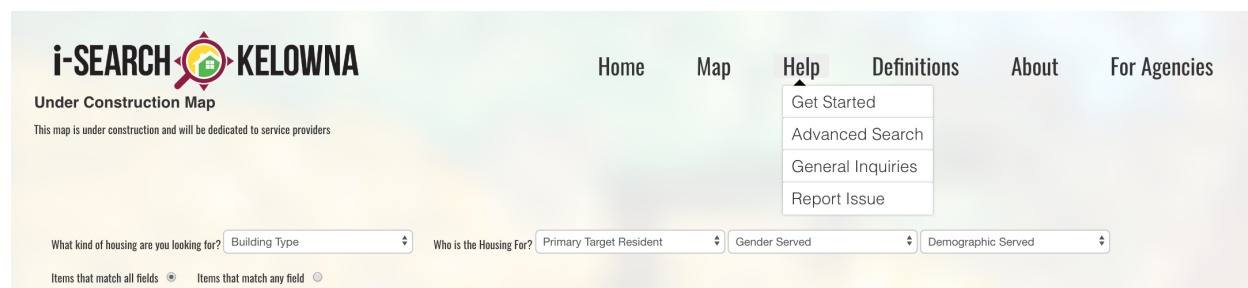 i-SEARCH KELOWNA
Home Map Help Definitions About For Agencies
Under Construction Map
This map is under construction and will be dedicated to service providers
Get Started
Advanced Search
General Inquiries
Report Issue
What kind of housing are you looking for? Building Type Who is the Housing For? Primary Target Resident Gender Served Demographic Served
Items that match all fields Items that match any field